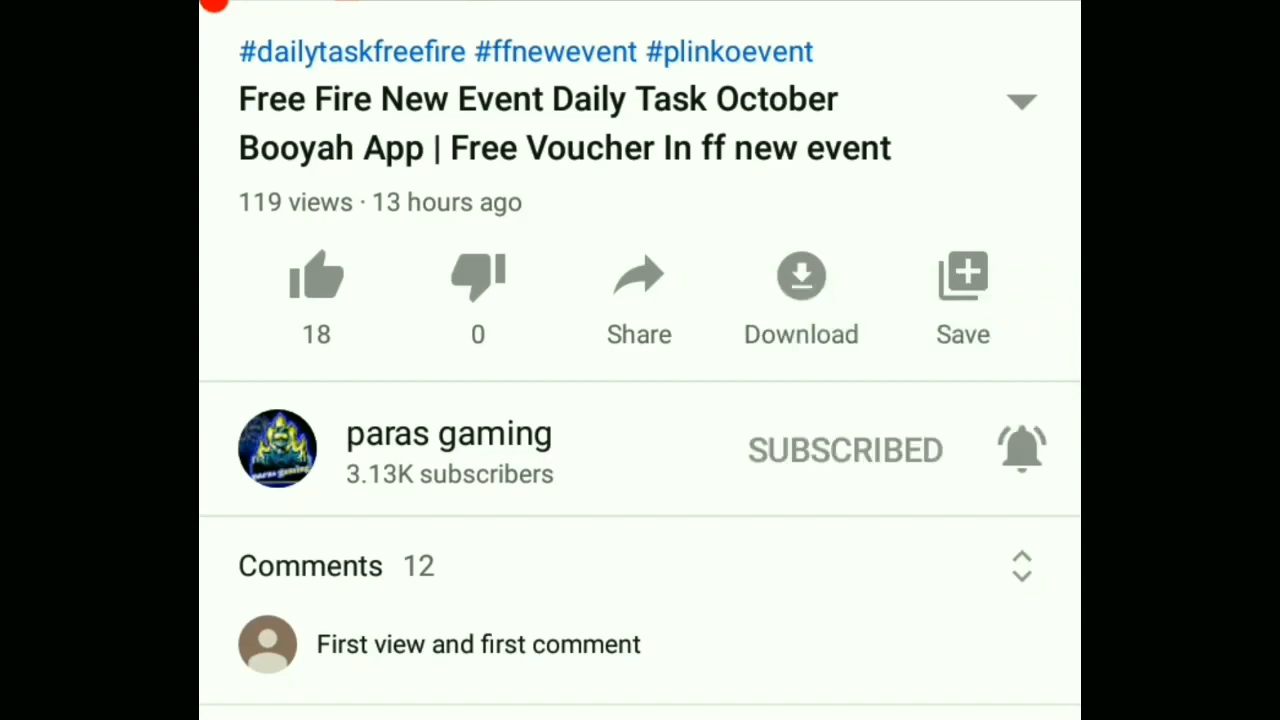 #dailytaskfreefire #ffnewevent #plinkoevent
Free Fire New Event Daily Task October
Booyah App | Free Voucher In ff new event
119 views · 13 hours ago
18 0 Share Download Save
paras gaming
paras gaming SUBSCRIBED
3.13K subscribers
Comments 12
First view and first comment